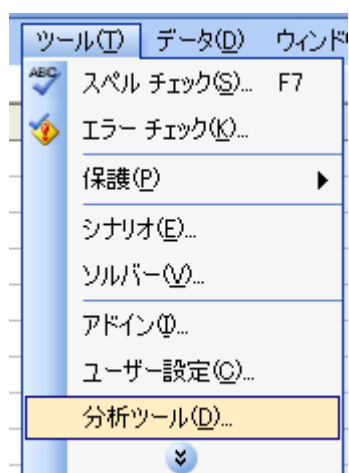 ツール(T) データ(D) ウィンド
スペル チェック(S)... F7
エラー チェック(K)...
保護(P)
シナリオ(E)...
ソルバー(V)...
アドイン(I)...
ユーザー設定(C)...
分析ツール(D)...